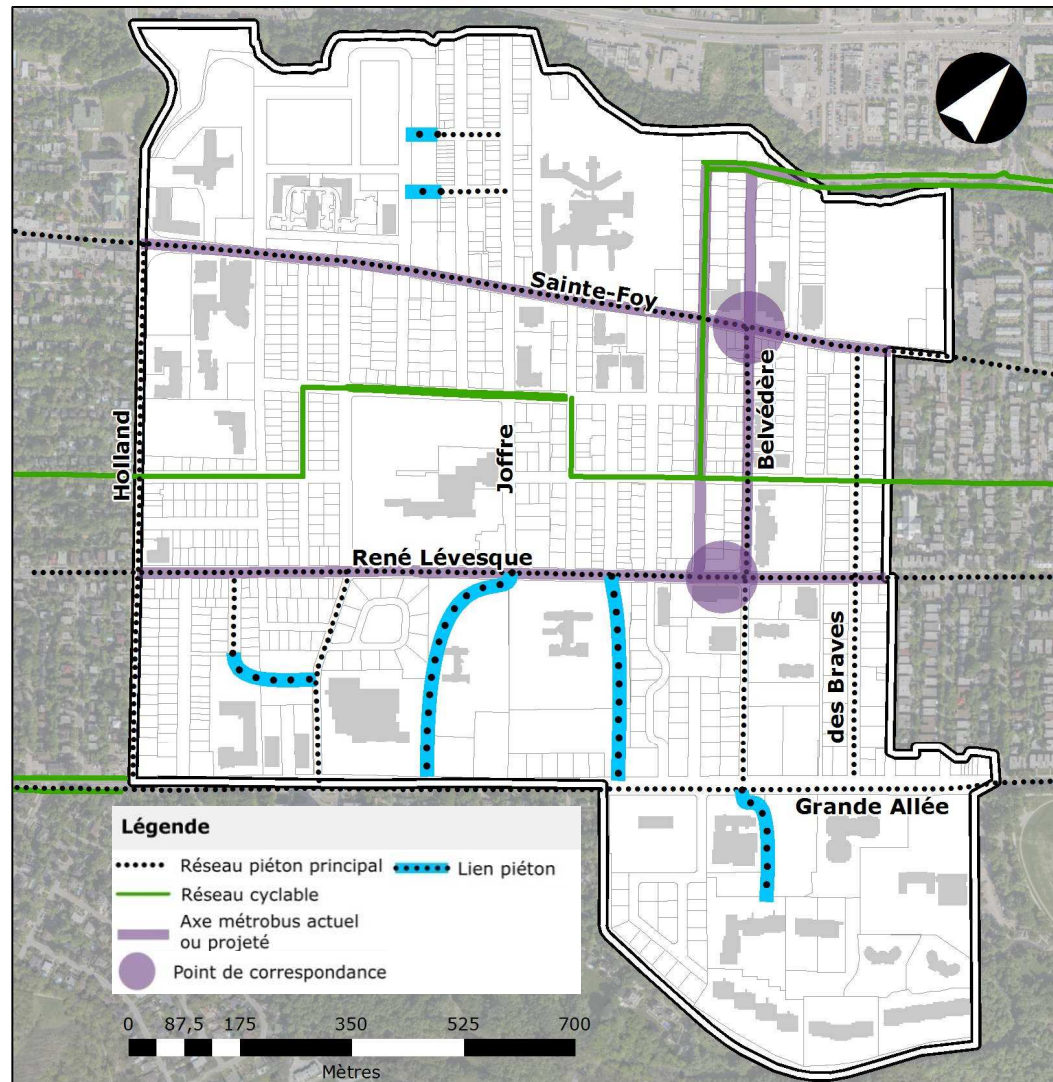 Sainte-Foy
Belvédère
Holland
Joffre
René Lévesque
des Braves
Grande Allée
Légende
Réseau piéton principal
Lien piéton
Réseau cyclable
Axe métrobus actuel
ou projeté
Point de correspondance
0 87,5 175 350 525 700
Mètres